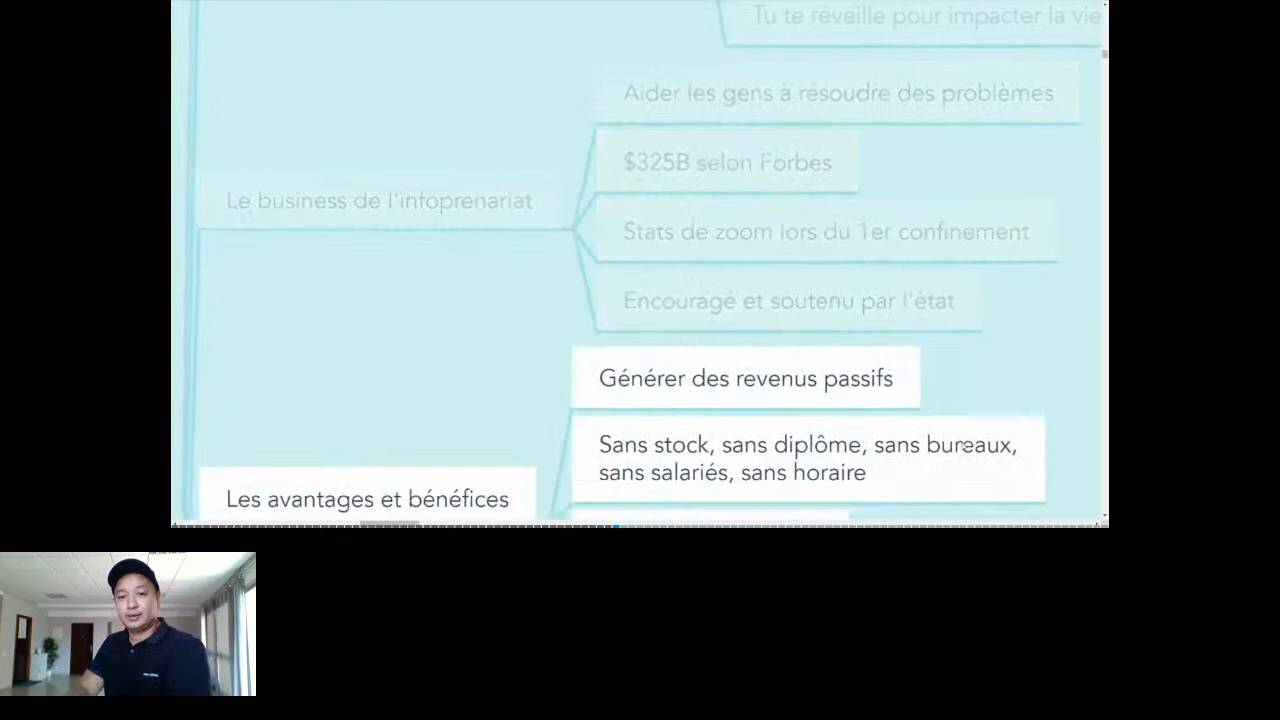 Tu te réveille pour impacter la vie
Aider les gens à résoudre des problèmes
$325B selon Forbes
Le business de l'infoprenariat
Stats de zoom lors du 1er confinement
Encouragé et soutenu par l'état
Générer des revenus passifs
Sans stock, sans diplôme, sans bureaux,
sans salariés, sans horaire
Les avantages et bénéfices